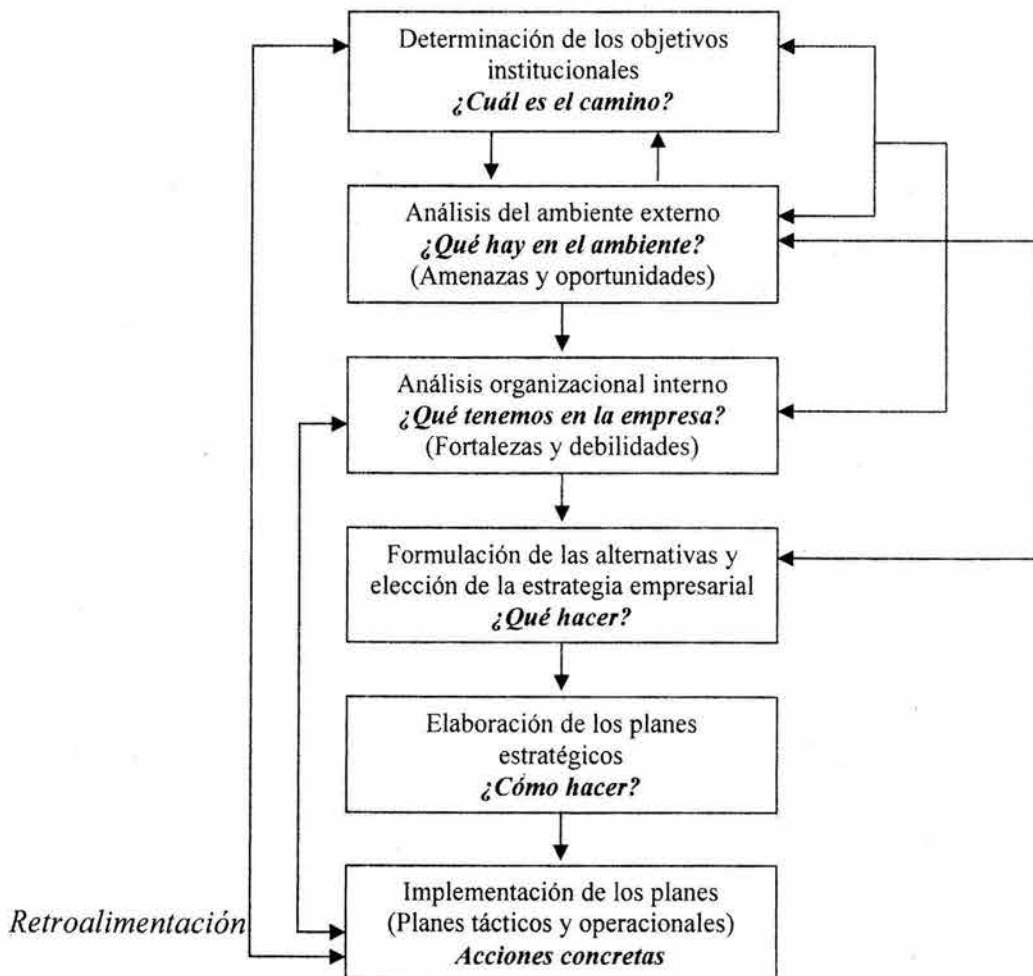 Determinación de los objetivos
institucionales
¿Cuál es el camino?
Análisis del ambiente externo
¿Qué hay en el ambiente?
(Amenazas y oportunidades)
Análisis organizacional interno
¿Qué tenemos en la empresa?
(Fortalezas y debilidades)
Formulación de las alternativas y
elección de la estrategia empresarial
¿Qué hacer?
Elaboración de los planes
estratégicos
¿Cómo hacer?
Implementación de los planes
(Planes tácticos y operacionales)
Acciones concretas
Retroalimentación